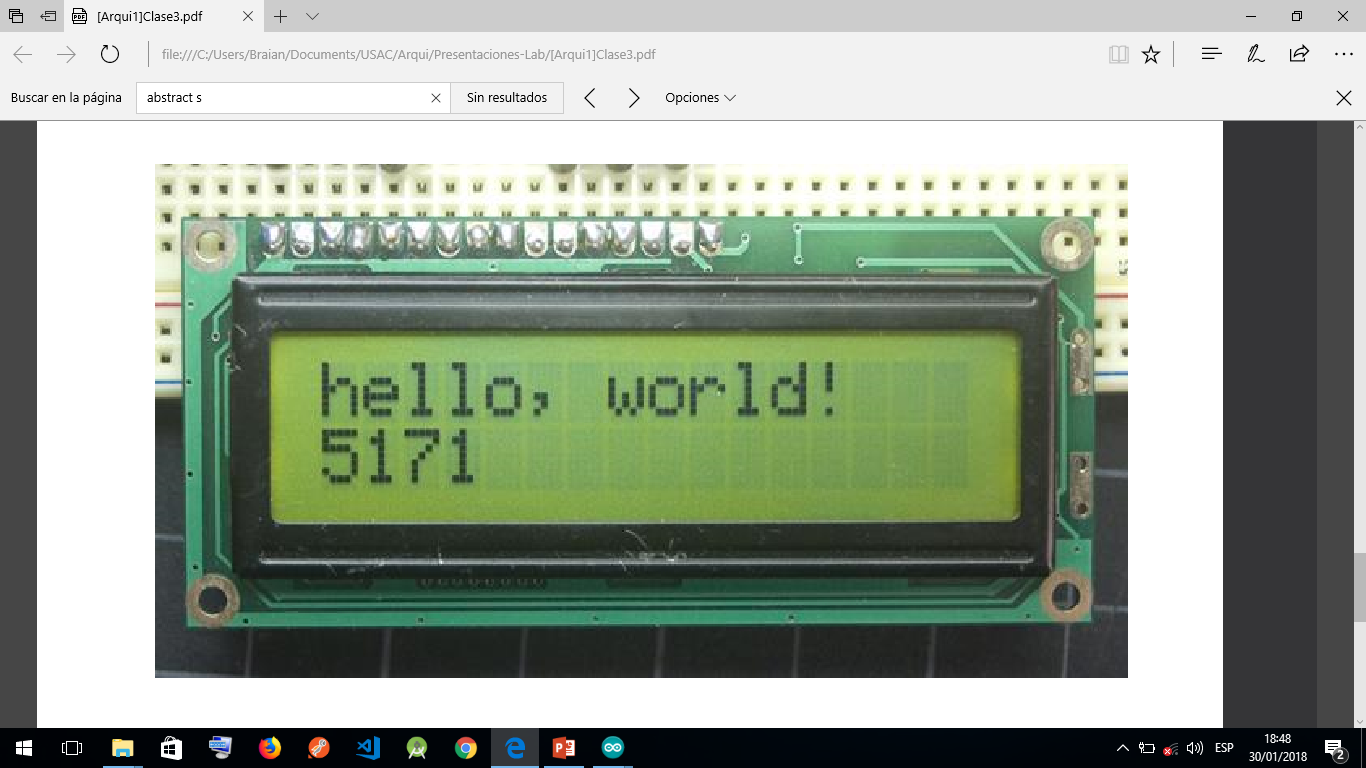 [Arqui1]Clase3.pdf
file:///C:/Users/Braian/Documents/USAC/Arqui/Presentaciones-Lab/[Arqui1]Clase3.pdf
Buscar en la página
abstract s
Sin resultados
Opciones
hello, world!
5171
ESP
18:48
30/01/2018
2